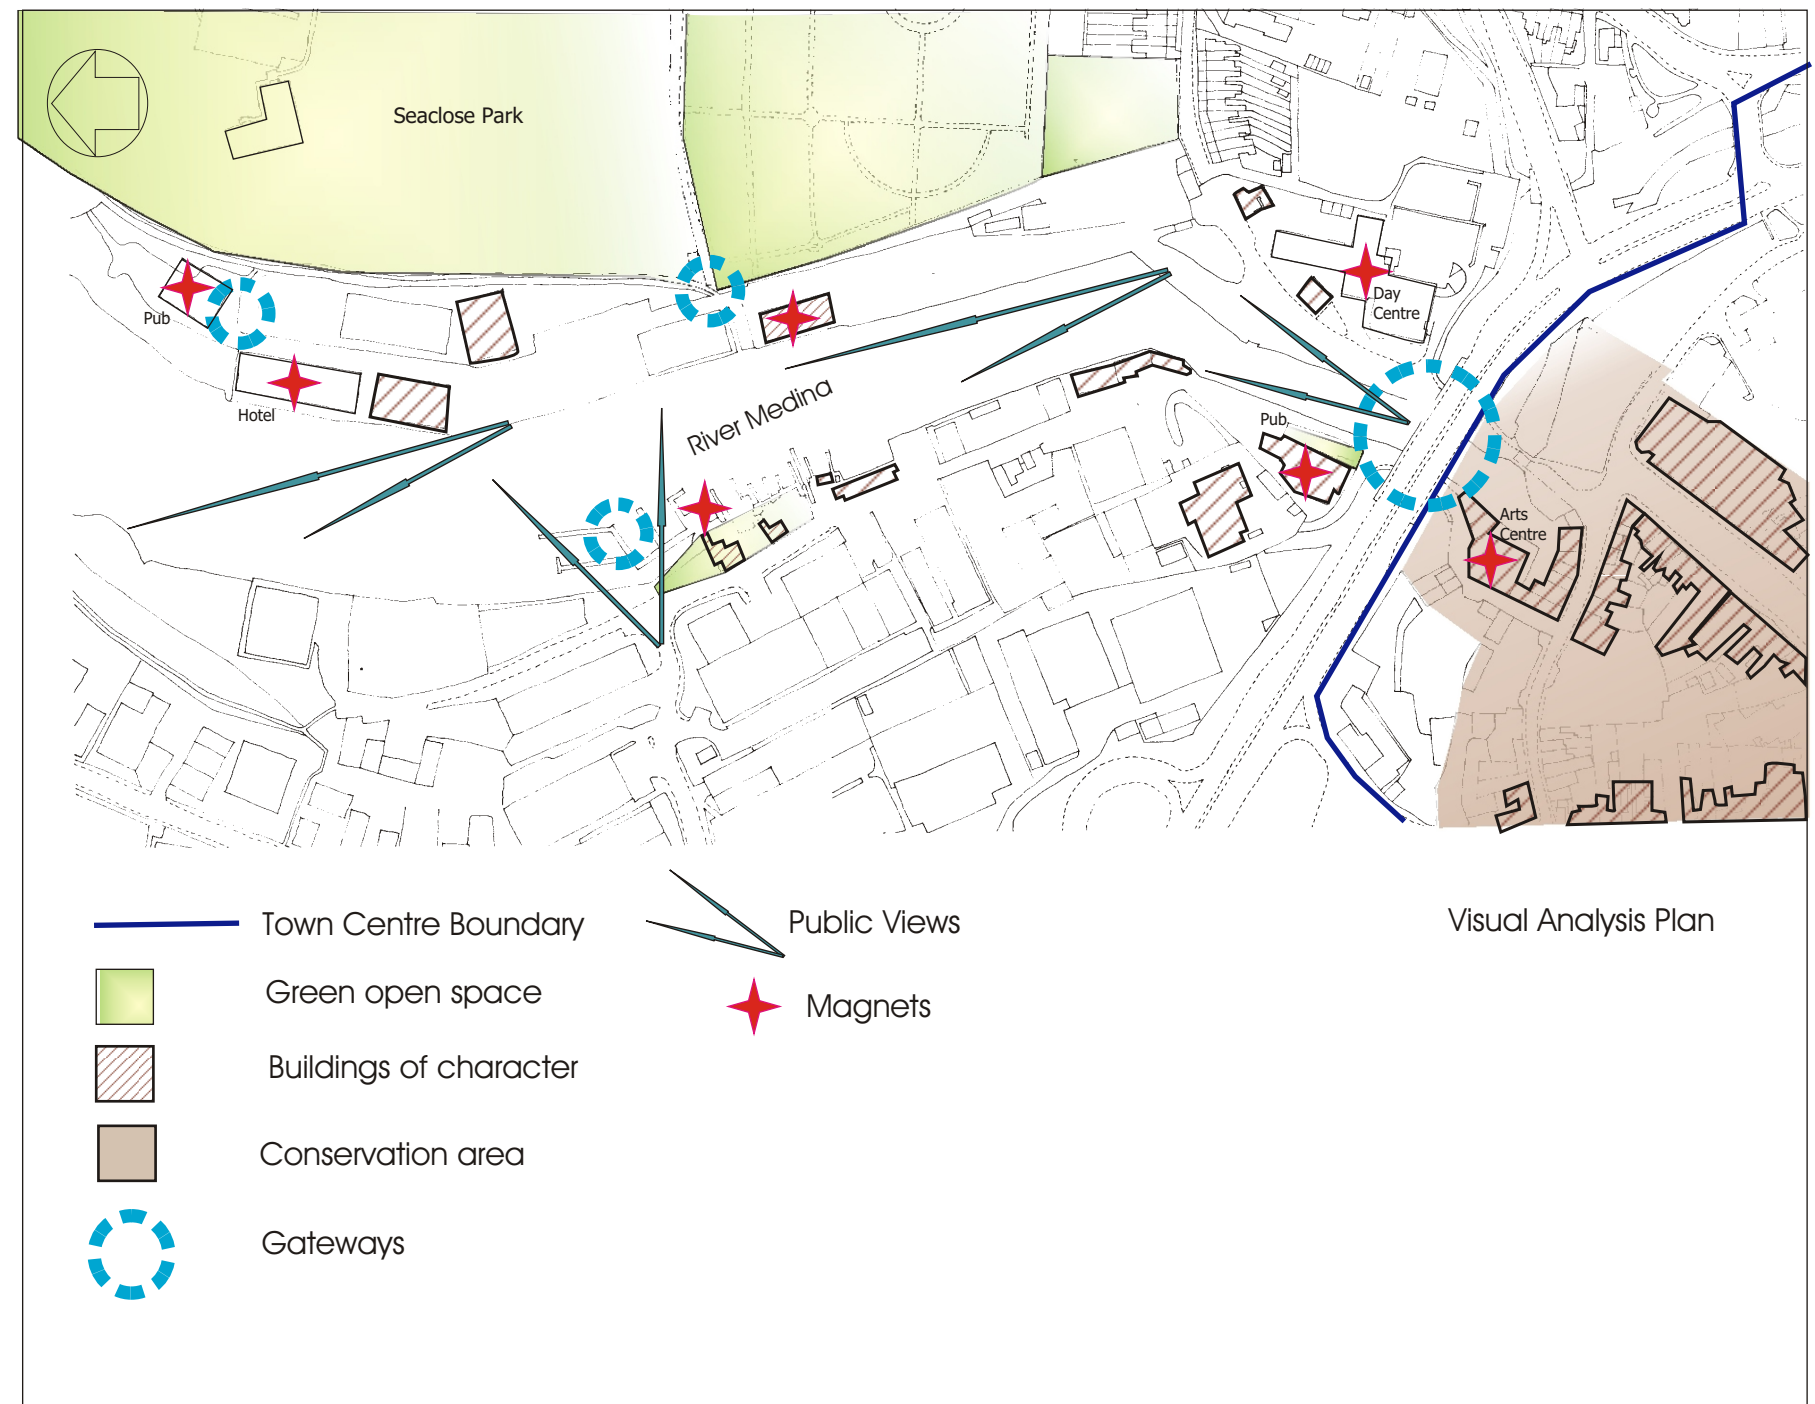 Seaclose Park
Pub
Hotel
River Medina
Day
Centre
Pub
Arts
Centre
Town Centre Boundary
Public Views
Visual Analysis Plan
Green open space
Magnets
Buildings of character
Conservation area
Gateways